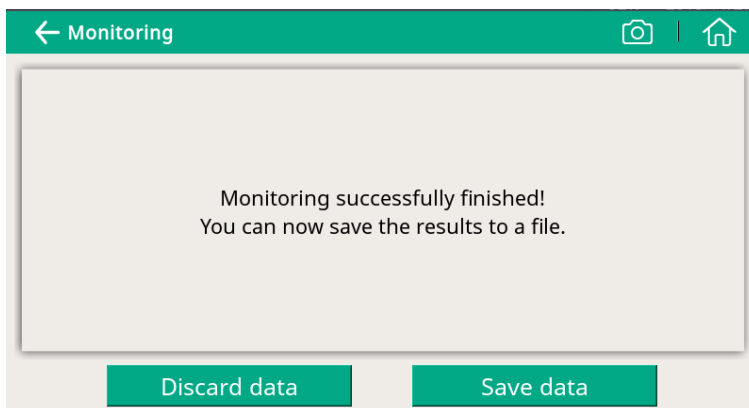 Monitoring
Monitoring successfully finished!
You can now save the results to a file.
Discard data
Save data